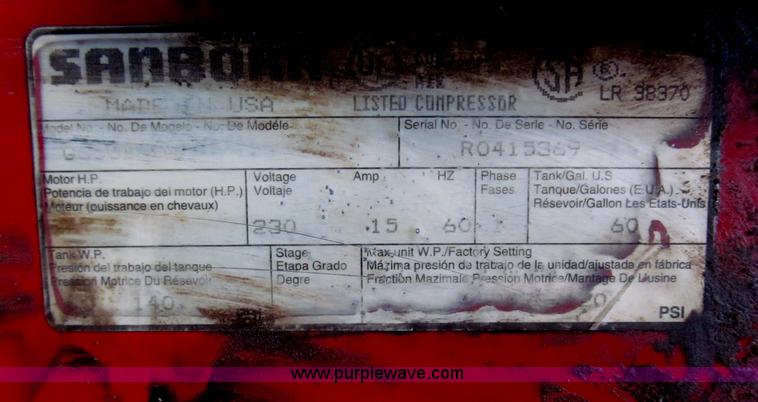 SANBORN
MADE IN USA LISTED COMPRESSOR LR 38370
Model No. - No. De Modelo - No. De Modéle
Serial No. - No. De Serie - No. Série
R0415369
Motor H.P.
Potencia de trabajo del motor (H.P.)
Moteur (puissance en chevaux)
Voltage Amp HZ
Voltaje
230 15 60
Phase
Fases
Tank/Gal. U.S
Tanque/Galones (E.U.A.)
Résevoir/Gallon Les Etats-Unis
60
Tank W.P.
Presión del trabajo del tanque
Pression Motrice Du Résevoir
140
PSI
Stage
Etapa Grado
Degre
Max unit W.P./Factory Setting
Máxima presión de trabajo de la unidad/ajustada en fábrica
Fraction Mazimale Pression Motrice/Mantage De Liusine
PSI
www.purplewave.com